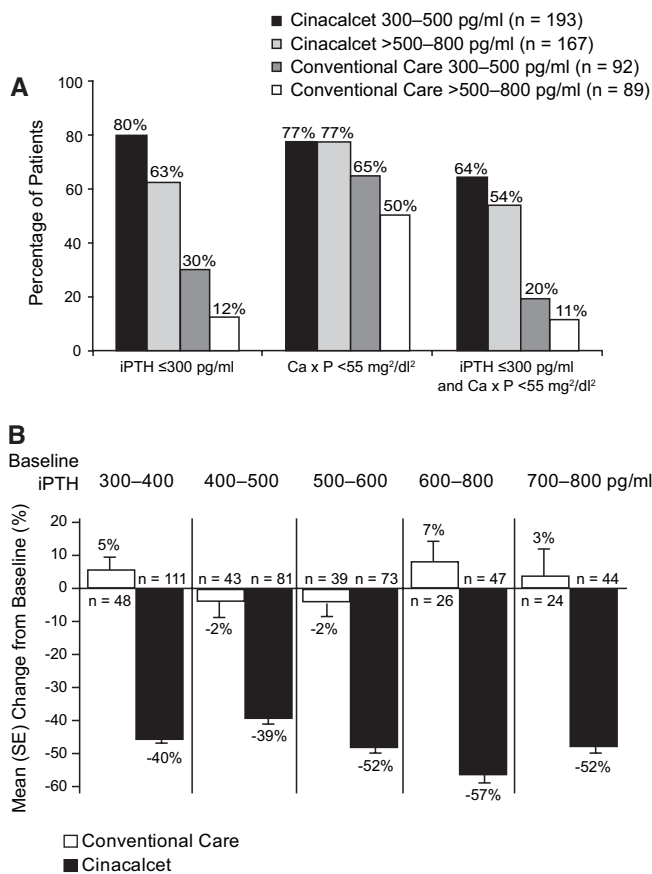 Cinacalcet 300–500 pg/ml (n = 193)
Cinacalcet >500–800 pg/ml (n = 167)
Conventional Care 300–500 pg/ml (n = 92)
Conventional Care >500–800 pg/ml (n = 89)
A
Percentage of Patients
100
80
60
40
20
0
80%
63%
30%
12%
77%
77%
65%
50%
64%
54%
20%
11%
iPTH ≤300 pg/ml
Ca x P <55 mg²/dl²
iPTH ≤300 pg/ml
and Ca x P <55 mg²/dl²
B
Baseline
iPTH 300–400 400–500 500–600 600–800 700–800 pg/ml
Mean (SE) Change from Baseline (%)
20
10
0
-10
-20
-30
-40
-50
-60
5%
n = 48
n = 111
-40%
n = 43
n = 81
-2%
-39%
n = 39
n = 73
-2%
-52%
7%
n = 26
n = 47
-57%
3%
n = 24
n = 44
-52%
Conventional Care
Cinacalcet